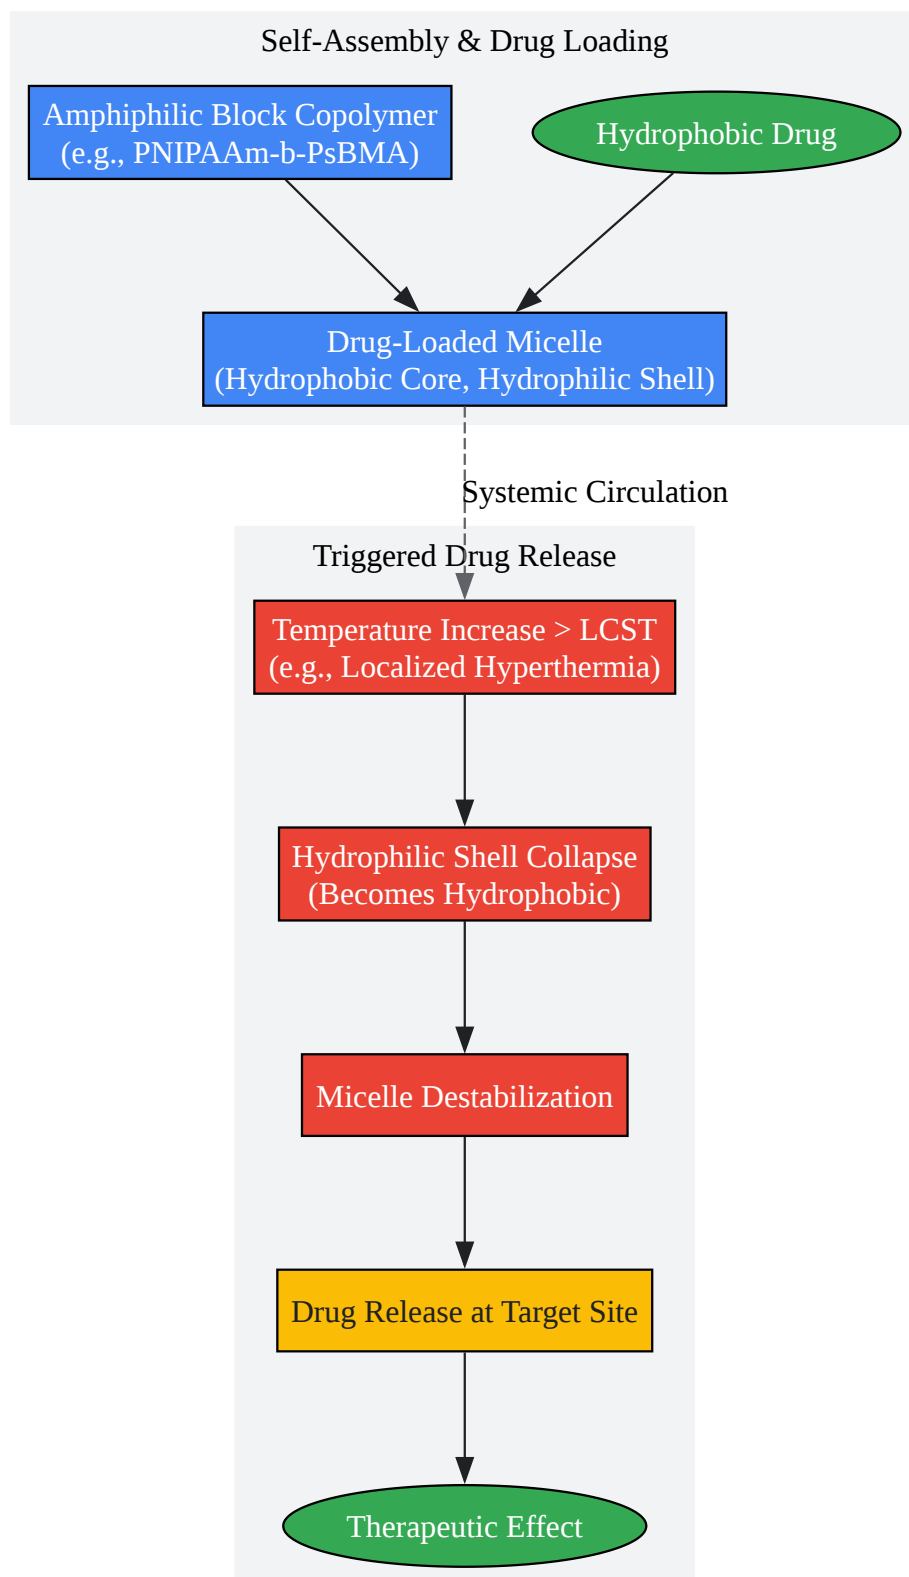 Self-Assembly & Drug Loading
Amphiphilic Block Copolymer
(e.g., PNIPAAm-b-PsBMA)
Hydrophobic Drug
Drug-Loaded Micelle
(Hydrophobic Core, Hydrophilic Shell)
Systemic Circulation
Triggered Drug Release
Temperature Increase > LCST
(e.g., Localized Hyperthermia)
Hydrophilic Shell Collapse
(Becomes Hydrophobic)
Micelle Destabilization
Drug Release at Target Site
Therapeutic Effect